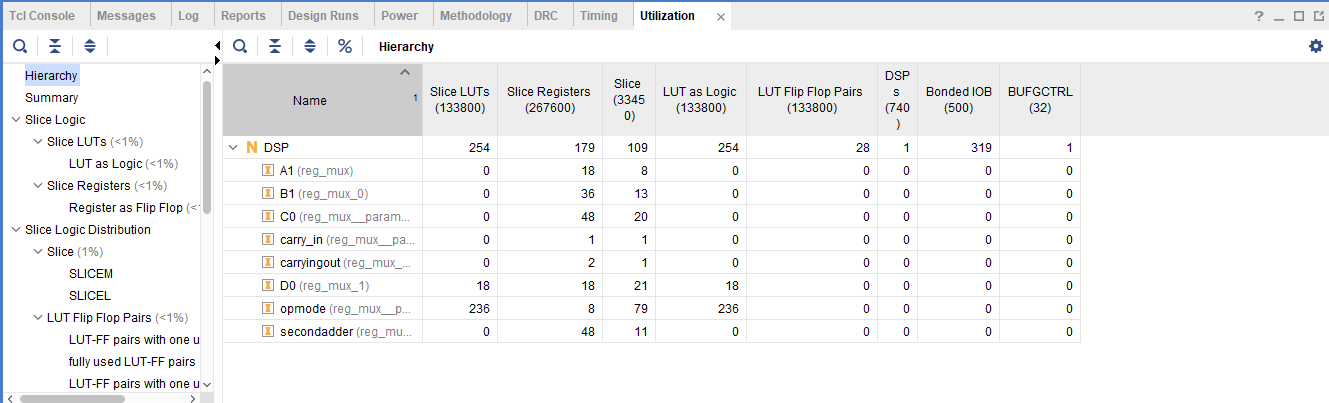 Tcl Console Messages Log Reports Design Runs Power Methodology DRC Timing Utilization × ?
% Hierarchy
Hierarchy
Summary
Slice Logic
Slice LUTs (<1%)
LUT as Logic (<1%)
Slice Registers (<1%)
Register as Flip Flop (<
Slice Logic Distribution
Slice (1%)
SLICEM
SLICEL
LUT Flip Flop Pairs (<1%)
LUT-FF pairs with one u
fully used LUT-FF pairs
LUT-FF pairs with one u
Name 1 Slice LUTs (133800) Slice Registers (267600) Slice (33450) LUT as Logic (133800) LUT Flip Flop Pairs (133800) DSPs (740) Bonded IOB (500) BUFGCTRL (32)
N DSP 254 179 109 254 28 1 319 1
I A1 (reg_mux) 0 18 8 0 0 0 0 0
I B1 (reg_mux_0) 0 36 13 0 0 0 0 0
I C0 (reg_mux__param... 0 48 20 0 0 0 0 0
I carry_in (reg_mux__pa... 0 1 1 0 0 0 0 0
I carryingout (reg_mux_... 0 2 1 0 0 0 0 0
I D0 (reg_mux_1) 18 18 21 18 0 0 0 0
I opmode (reg_mux__p... 236 8 79 236 0 0 0 0
I secondadder (reg_mu... 0 48 11 0 0 0 0 0